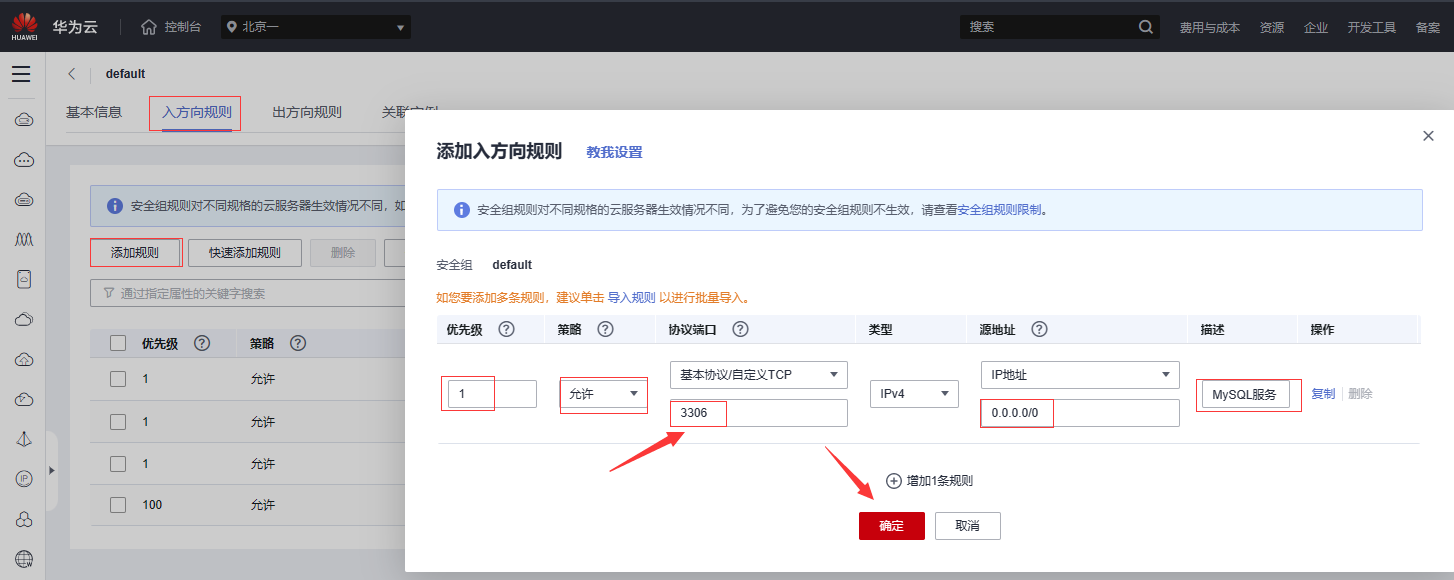 HUAWEI 华为云 控制台 北京一 搜索 费用与成本 资源 企业 开发工具 备案
default
基本信息 入方向规则 出方向规则
安全组规则对不同规格的云服务器生效情况不同，如
添加规则 快速添加规则 删除
通过指定属性的关键字搜索
优先级 ? 策略 ?
1 允许
1 允许
1 允许
100 允许
IP
添加入方向规则 教我设置
安全组规则对不同规格的云服务器生效情况不同，为了避免您的安全组规则不生效，请查看安全组规则限制。
安全组 default
如您要添加多条规则，建议单击 导入规则 以进行批量导入。
优先级 ? 策略 ? 协议端口 ? 类型 源地址 ? 描述 操作
基本协议/自定义TCP IP地址
1 允许 IPv4 MySQL服务 复制 删除
3306 0.0.0.0/0
增加1条规则
确定 取消